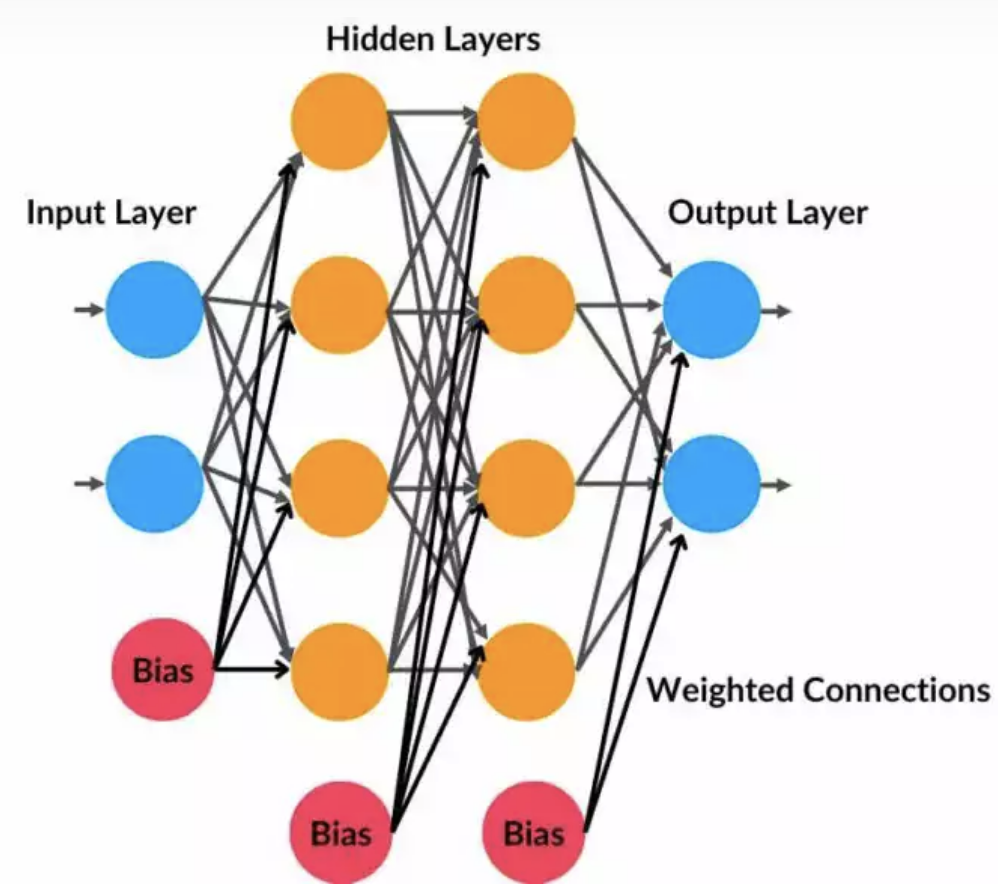 Hidden Layers
Input Layer
Output Layer
Bias
Weighted Connections
Bias
Bias